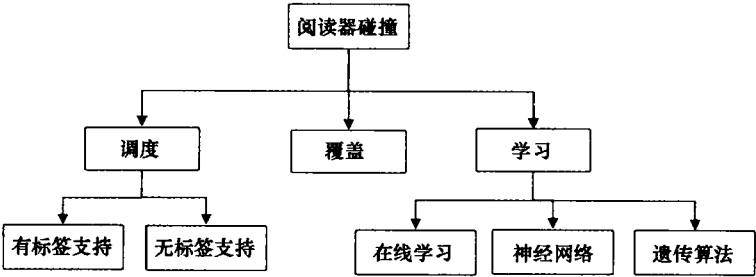 阅读器碰撞
调度
覆盖
学习
有标签支持
无标签支持
在线学习
神经网络
遗传算法